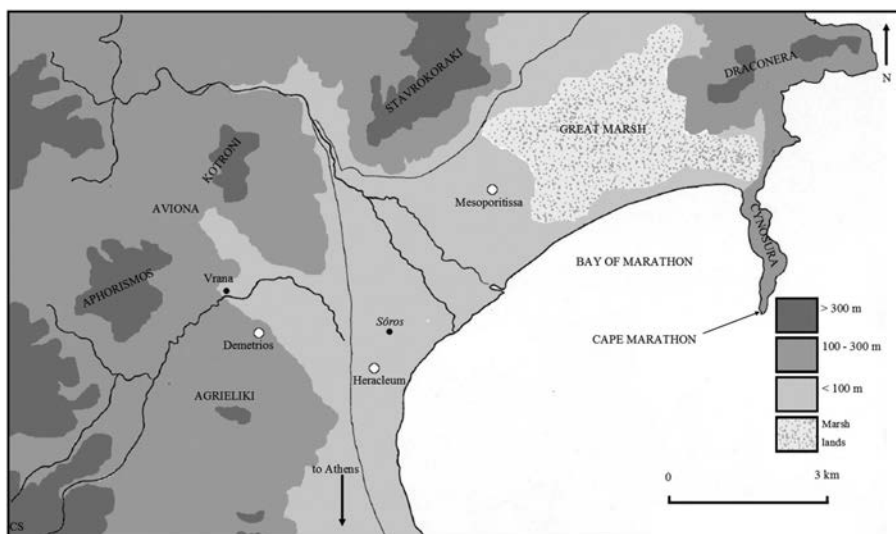 DRACONERA
N
STAVROKORAKI
GREAT MARSH
KOTRONI
Mesoporitissa
AVIONA
CYNOSURA
BAY OF MARATHON
APHORISMOS
Vrana
> 300 m
Sôros
CAPE MARATHON
Demetrios
100 - 300 m
Heracleum
< 100 m
AGRIELIKI
Marsh
lands
to Athens
0 3 km
CS